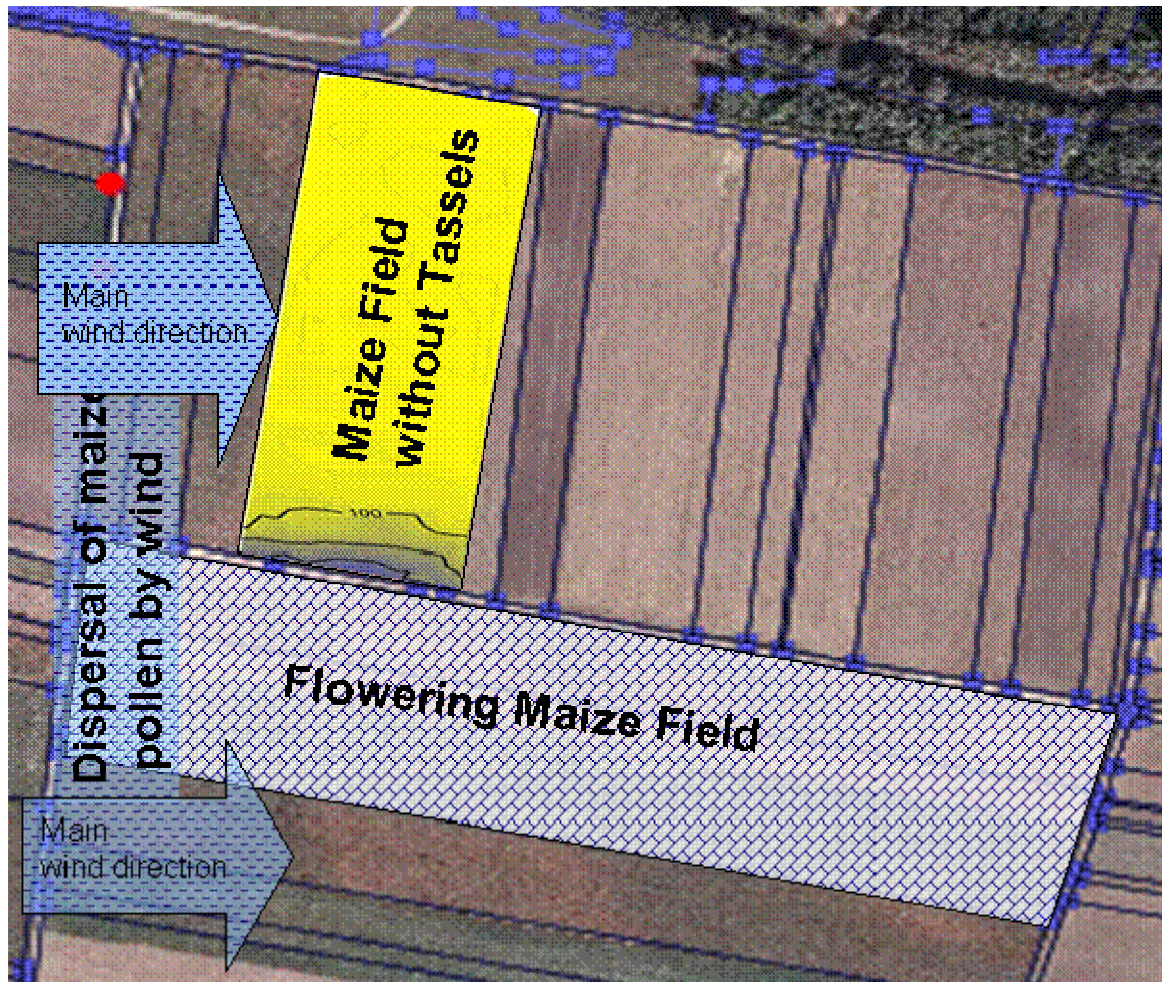 Maize Field
without Tassels
Main
wind direction
100
Dispersal of maize
pollen by wind
Flowering Maize Field
Main
wind direction